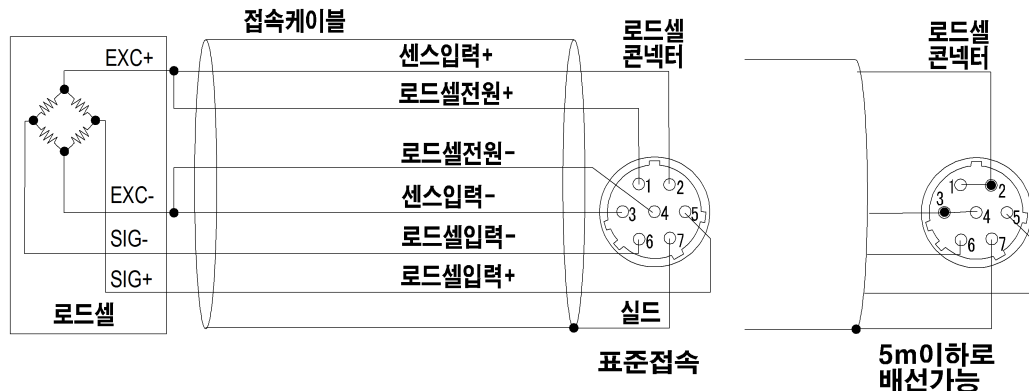 접속케이블
로드셀
콘넥터
EXC+
센스입력+
로드셀전원+
로드셀전원-
EXC-
센스입력-
SIG-
로드셀입력-
SIG+
로드셀입력+
로드셀
실드
표준접속
1
2
3
4
5
6
7
로드셀
콘넥터
1
2
3
4
5
6
7
5m이하로
배선가능